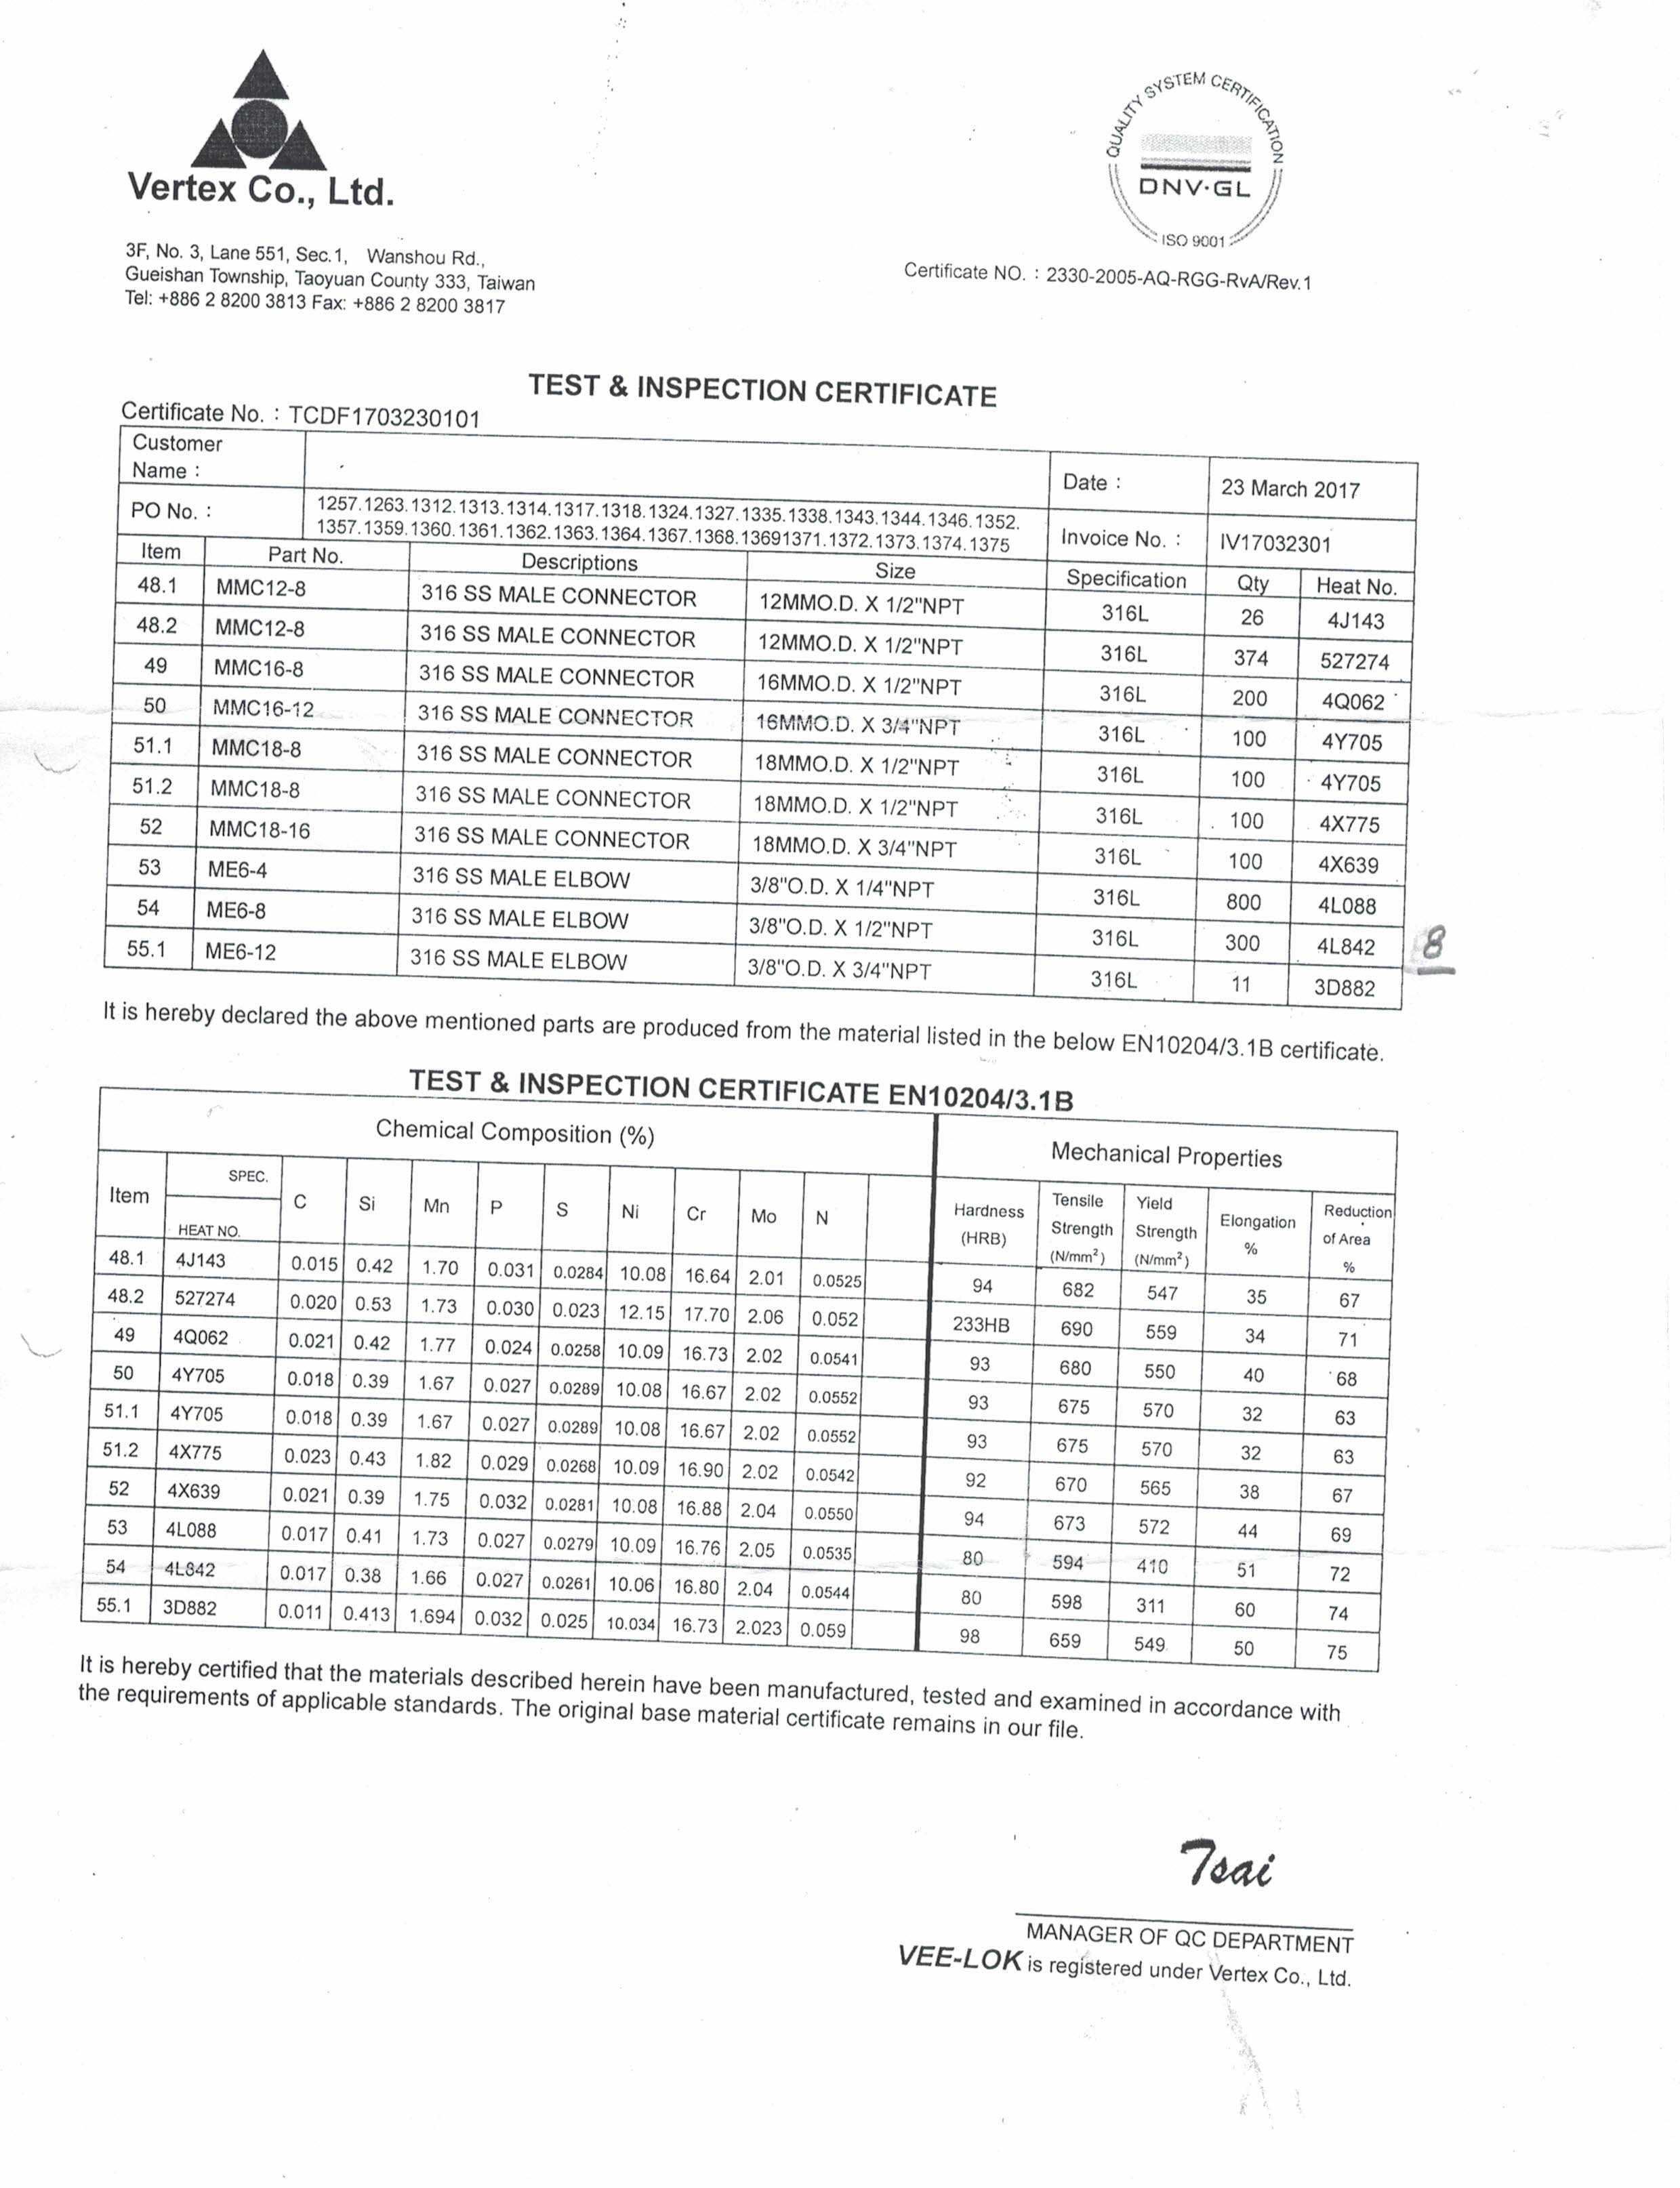 Vertex Co., Ltd.
QUALITY SYSTEM CERTIFICATION
DNV·GL
ISO 9001
3F, No. 3, Lane 551, Sec.1, Wanshou Rd.,
Gueishan Township, Taoyuan County 333, Taiwan
Tel: +886 2 8200 3813 Fax: +886 2 8200 3817
Certificate NO. : 2330-2005-AQ-RGG-RvA/Rev.1
TEST & INSPECTION CERTIFICATE
Certificate No. : TCDF1703230101
Customer
Name :
Date : 23 March 2017
PO No. :
1257.1263.1312.1313.1314.1317.1318.1324.1327.1335.1338.1343.1344.1346.1352.
1357.1359.1360.1361.1362.1363.1364.1367.1368.13691371.1372.1373.1374.1375
Invoice No. : IV17032301
Item Part No. Descriptions Size Specification Qty Heat No.
48.1 MMC12-8 316 SS MALE CONNECTOR 12MMO.D. X 1/2"NPT 316L 26 4J143
48.2 MMC12-8 316 SS MALE CONNECTOR 12MMO.D. X 1/2"NPT 316L 374 527274
49 MMC16-8 316 SS MALE CONNECTOR 16MMO.D. X 1/2"NPT 316L 200 4Q062
50 MMC16-12 316 SS MALE CONNECTOR 16MMO.D. X 3/4"NPT 316L 100 4Y705
51.1 MMC18-8 316 SS MALE CONNECTOR 18MMO.D. X 1/2"NPT 316L 100 4Y705
51.2 MMC18-8 316 SS MALE CONNECTOR 18MMO.D. X 1/2"NPT 316L 100 4X775
52 MMC18-16 316 SS MALE CONNECTOR 18MMO.D. X 3/4"NPT 316L 100 4X639
53 ME6-4 316 SS MALE ELBOW 3/8"O.D. X 1/4"NPT 316L 800 4L088
54 ME6-8 316 SS MALE ELBOW 3/8"O.D. X 1/2"NPT 316L 300 4L842
8
55.1 ME6-12 316 SS MALE ELBOW 3/8"O.D. X 3/4"NPT 316L 11 3D882
It is hereby declared the above mentioned parts are produced from the material listed in the below EN10204/3.1B certificate.
TEST & INSPECTION CERTIFICATE EN10204/3.1B
Chemical Composition (%) Mechanical Properties
Item SPEC. HEAT NO. C Si Mn P S Ni Cr Mo N Hardness (HRB) Tensile Strength (N/mm²) Yield Strength (N/mm²) Elongation % Reduction of Area %
48.1 4J143 0.015 0.42 1.70 0.031 0.0284 10.08 16.64 2.01 0.0525 94 682 547 35 67
48.2 527274 0.020 0.53 1.73 0.030 0.023 12.15 17.70 2.06 0.052 233HB 690 559 34 71
49 4Q062 0.021 0.42 1.77 0.024 0.0258 10.09 16.73 2.02 0.0541 93 680 550 40 68
50 4Y705 0.018 0.39 1.67 0.027 0.0289 10.08 16.67 2.02 0.0552 93 675 570 32 63
51.1 4Y705 0.018 0.39 1.67 0.027 0.0289 10.08 16.67 2.02 0.0552 93 675 570 32 63
51.2 4X775 0.023 0.43 1.82 0.029 0.0268 10.09 16.90 2.02 0.0542 92 670 565 38 67
52 4X639 0.021 0.39 1.75 0.032 0.0281 10.08 16.88 2.04 0.0550 94 673 572 44 69
53 4L088 0.017 0.41 1.73 0.027 0.0279 10.09 16.76 2.05 0.0535 80 594 410 51 72
54 4L842 0.017 0.38 1.66 0.027 0.0261 10.06 16.80 2.04 0.0544 80 598 311 60 74
55.1 3D882 0.011 0.413 1.694 0.032 0.025 10.034 16.73 2.023 0.059 98 659 549 50 75
It is hereby certified that the materials described herein have been manufactured, tested and examined in accordance with
the requirements of applicable standards. The original base material certificate remains in our file.
Tsai
MANAGER OF QC DEPARTMENT
VEE-LOK is registered under Vertex Co., Ltd.